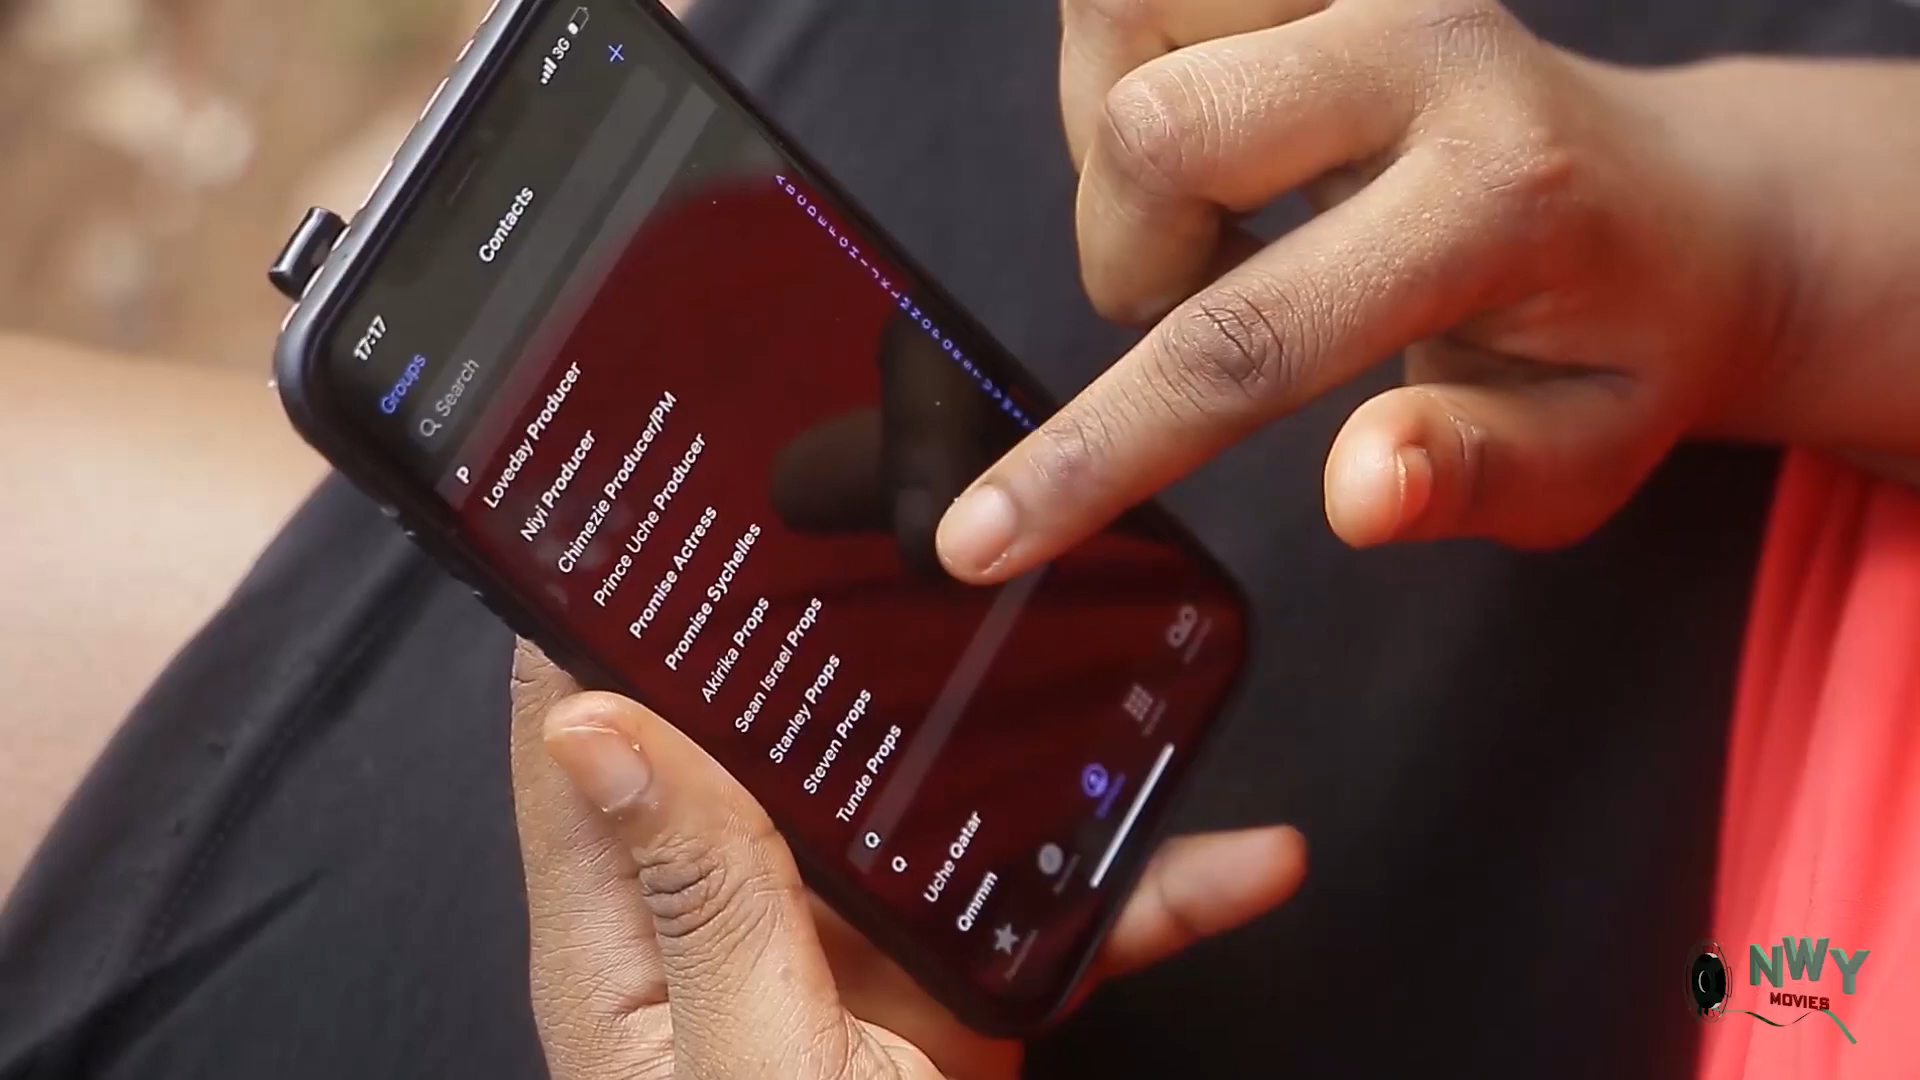 17:17
3G
Groups
Contacts
+
Search
P
Loveday Producer
Niyi Producer
Chimezie Producer/PM
Prince Uche Producer
Promise Actress
Promise Sychelles
Akirika Props
Sean Israel Props
Stanley Props
Steven Props
Tunde Props
Q
Q
Uche Qatar
Qmmm
A
B
C
D
E
F
G
H
I
J
K
L
M
N
O
P
Q
R
S
T
U
V
W
X
NWY
MOVIES